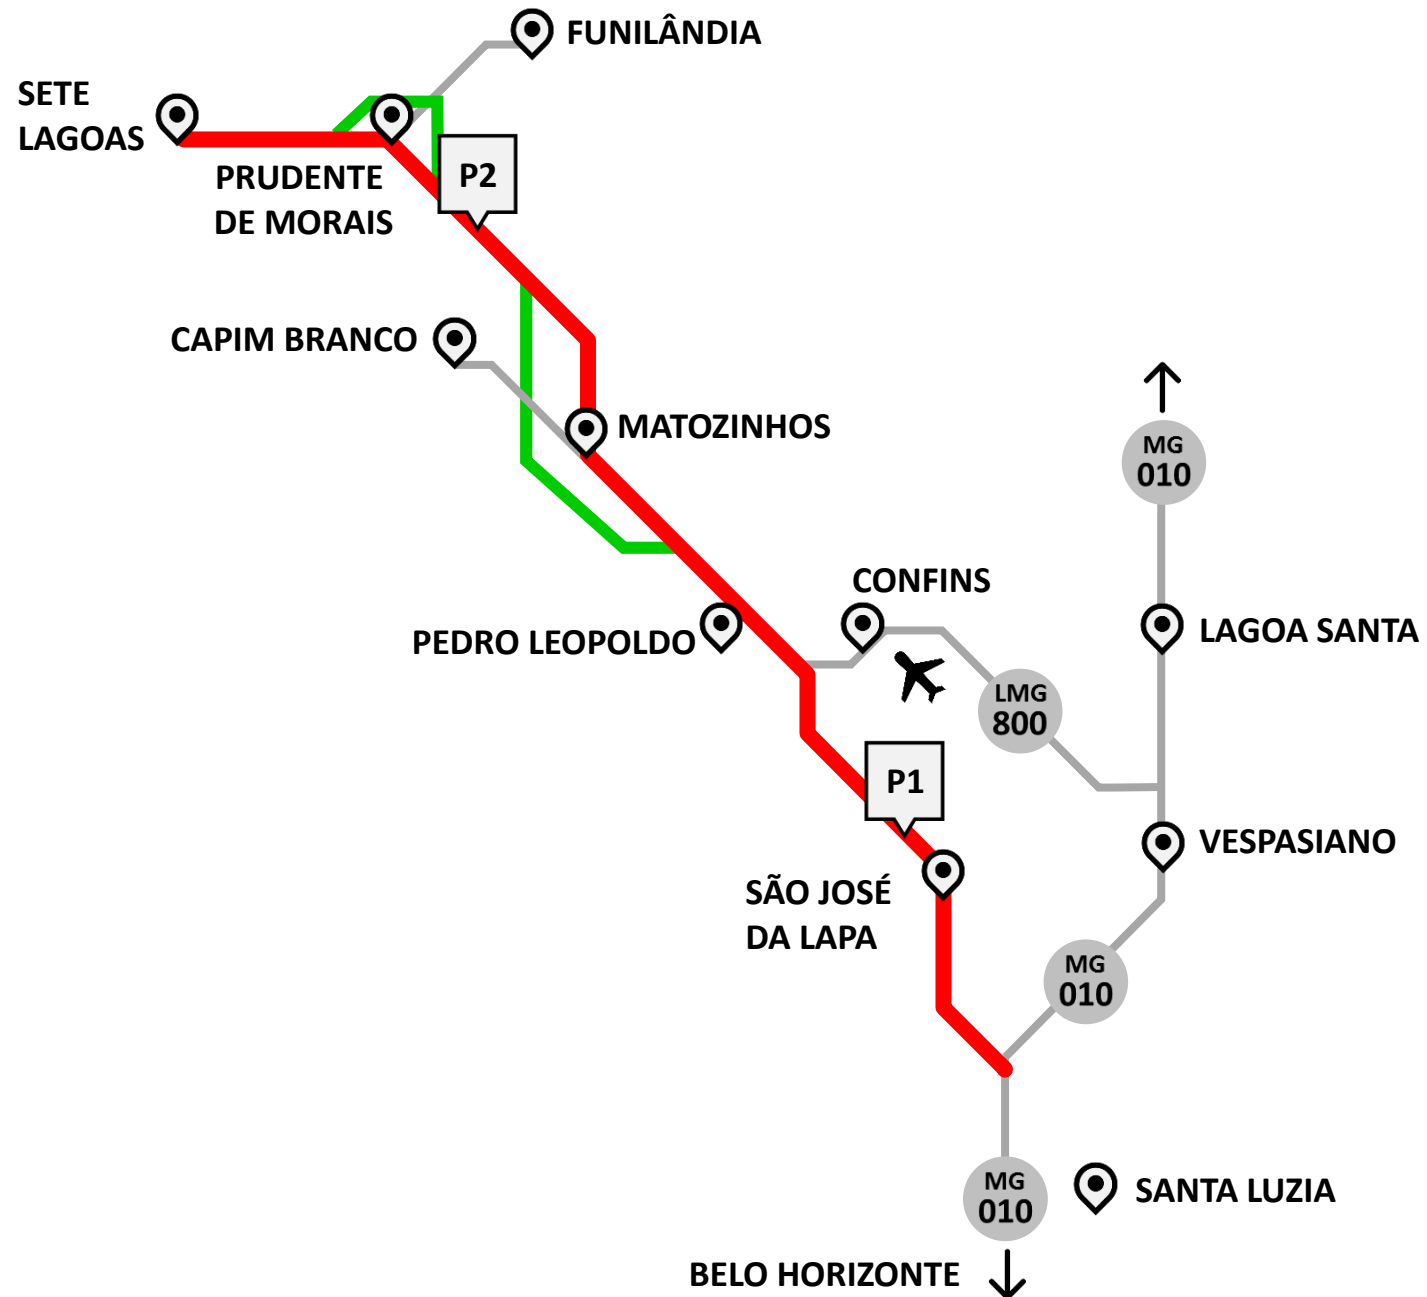 FUNILÂNDIA
SETE
LAGOAS
PRUDENTE
DE MORAIS
P2
CAPIM BRANCO
MATOZINHOS
MG
010
CONFINS
PEDRO LEOPOLDO
LAGOA SANTA
LMG
800
P1
VESPASIANO
SÃO JOSÉ
DA LAPA
MG
010
MG
010
SANTA LUZIA
BELO HORIZONTE